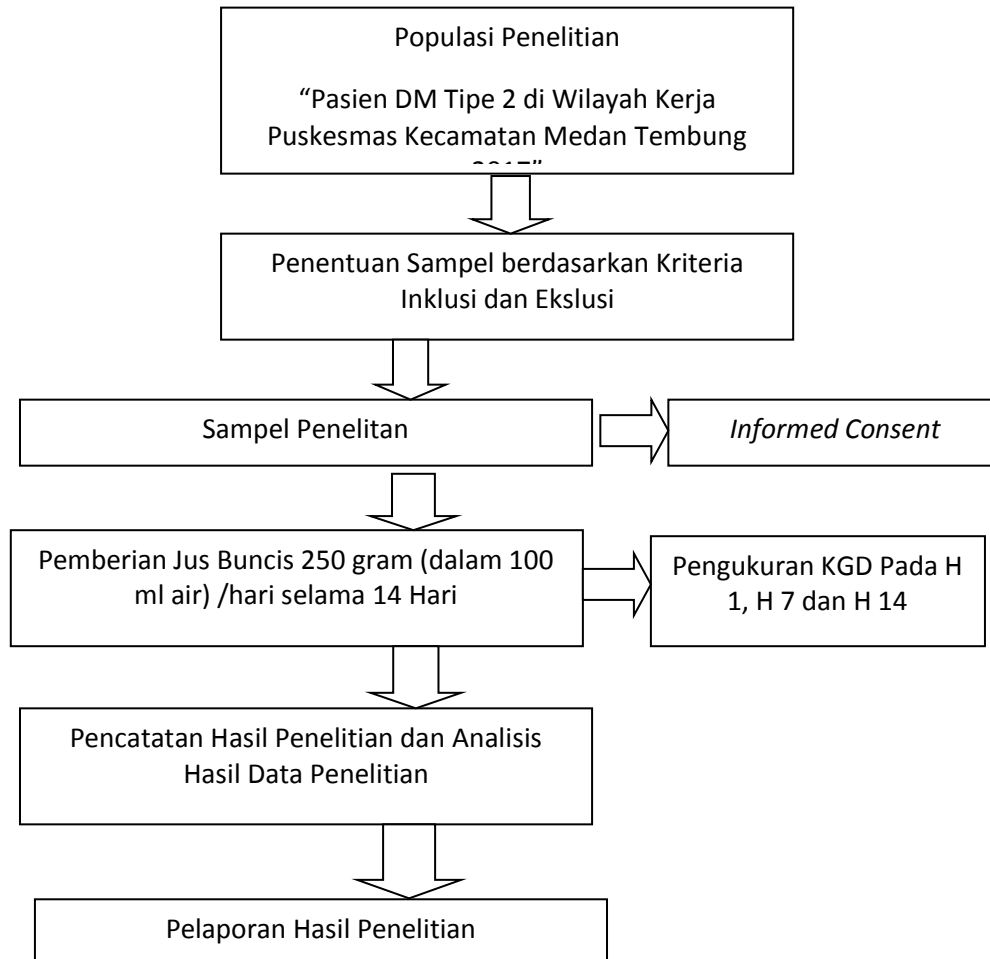 Populasi Penelitian
“Pasien DM Tipe 2 di Wilayah Kerja
Puskesmas Kecamatan Medan Tembung
Penentuan Sampel berdasarkan Kriteria
Inklusi dan Ekslusi
Sampel Penelitan
Informed Consent
Pemberian Jus Buncis 250 gram (dalam 100
ml air) /hari selama 14 Hari
Pengukuran KGD Pada H
1, H 7 dan H 14
Pencatatan Hasil Penelitian dan Analisis
Hasil Data Penelitian
Pelaporan Hasil Penelitian